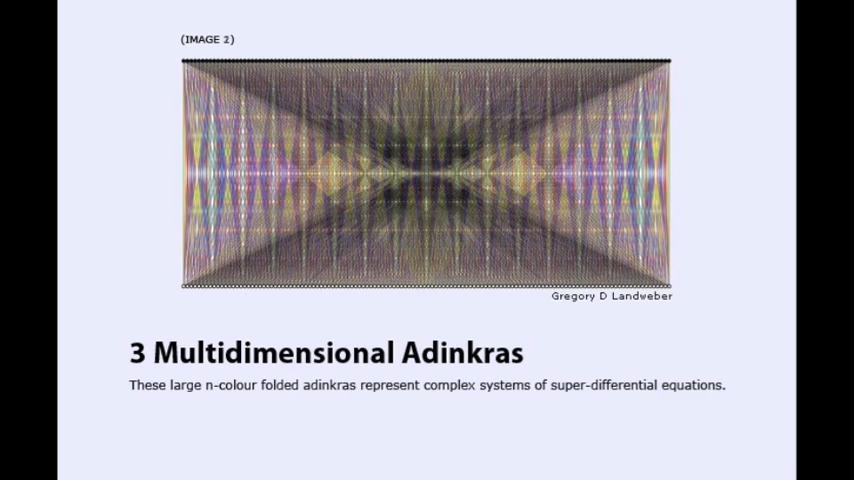 (IMAGE 2)
Gregory D Landweber
3 Multidimensional Adinkras
These large n-colour folded adinkras represent complex systems of super-differential equations.